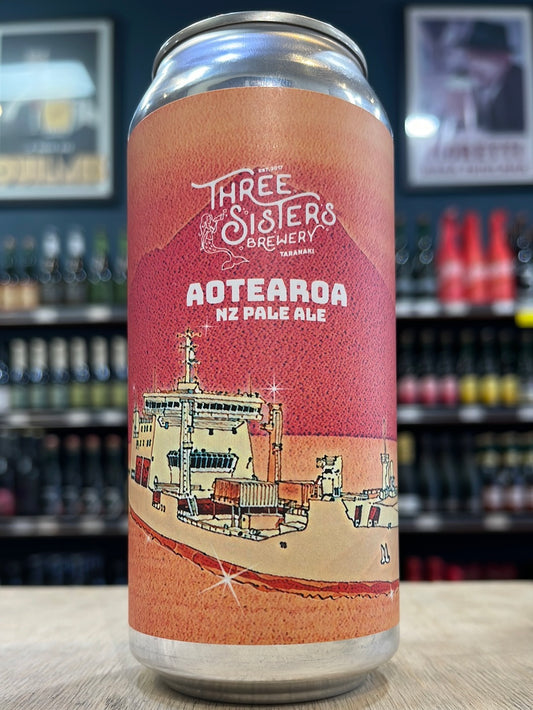 EST. 2017
THREE
SISTERS
BREWERY
TARANAKI
AOTEAROA
NZ PALE ALE